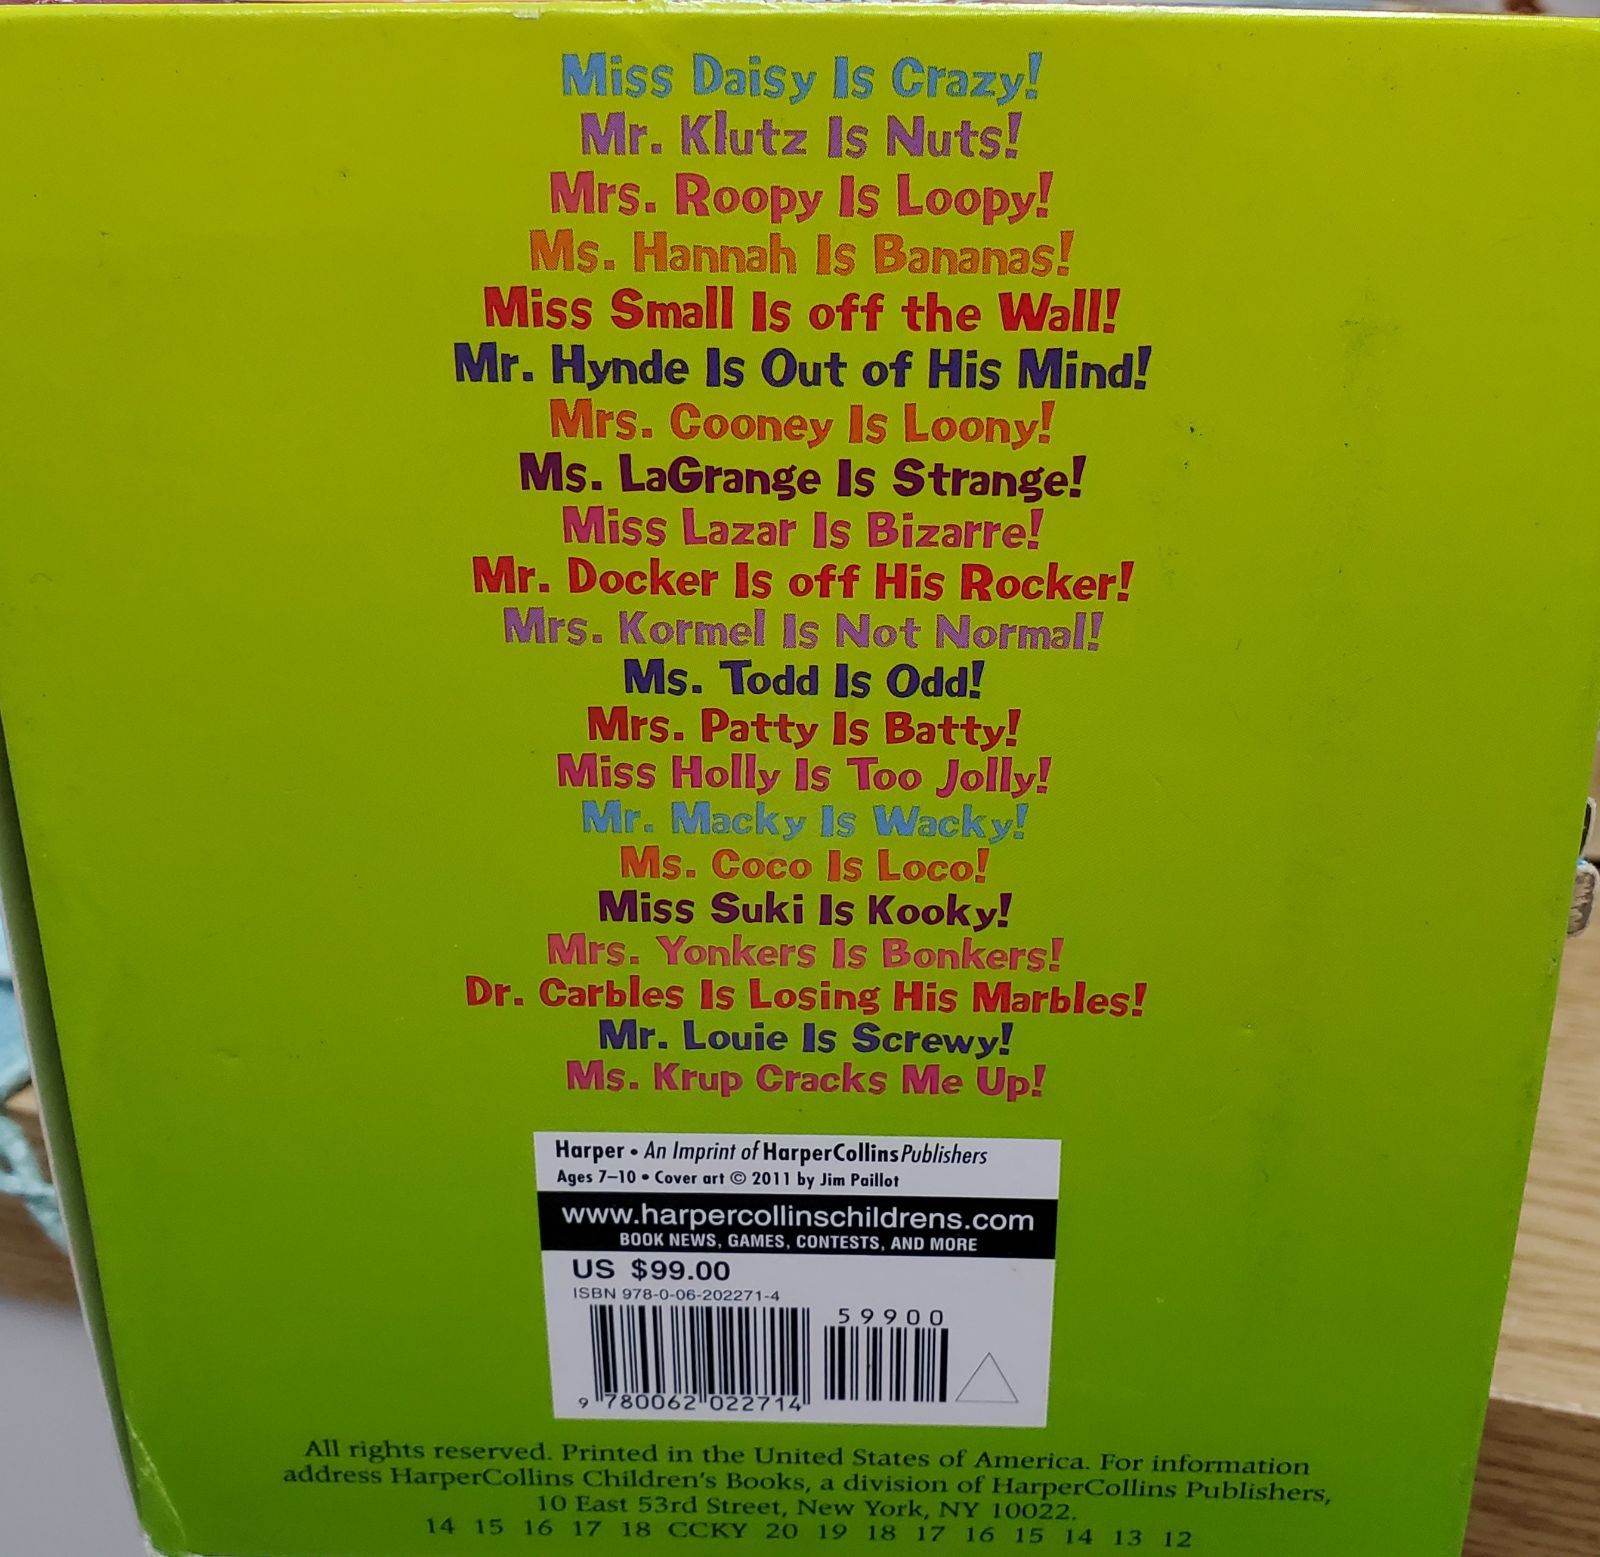 Miss Daisy Is Crazy!
Mr. Klutz Is Nuts!
Mrs. Roopy Is Loopy!
Ms. Hannah Is Bananas!
Miss Small Is off the Wall!
Mr. Hynde Is Out of His Mind!
Mrs. Cooney Is Loony!
Ms. LaGrange Is Strange!
Miss Lazar Is Bizarre!
Mr. Docker Is off His Rocker!
Mrs. Kormel Is Not Normal!
Ms. Todd Is Odd!
Mrs. Patty Is Batty!
Miss Holly Is Too Jolly!
Mr. Macky Is Wacky!
Ms. Coco Is Loco!
Miss Suki Is Kooky!
Mrs. Yonkers Is Bonkers!
Dr. Carbles Is Losing His Marbles!
Mr. Louie Is Screwy!
Ms. Krup Cracks Me Up!
Harper • An Imprint of HarperCollinsPublishers
Ages 7–10 • Cover art © 2011 by Jim Paillot
www.harpercollinschildrens.com
BOOK NEWS, GAMES, CONTESTS, AND MORE
US $99.00
ISBN 978-0-06-202271-4
59900
9 780062 022714
All rights reserved. Printed in the United States of America. For information
address HarperCollins Children's Books, a division of HarperCollins Publishers,
10 East 53rd Street, New York, NY 10022.
14 15 16 17 18 CCKY 20 19 18 17 16 15 14 13 12